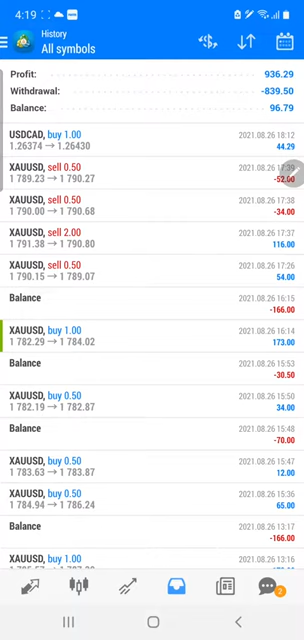 4:19
History
All symbols
Profit: 936.29
Withdrawal: -839.50
Balance: 96.79
USDCAD, buy 1.00 2021.08.26 18:12
1.26374 → 1.26430 44.29
XAUUSD, sell 0.50 2021.08.26 17:39
1 789.23 → 1 790.27 -52.00
XAUUSD, sell 0.50 2021.08.26 17:38
1 790.00 → 1 790.68 -34.00
XAUUSD, sell 2.00 2021.08.26 17:37
1 791.38 → 1 790.80 116.00
XAUUSD, sell 0.50 2021.08.26 17:26
1 790.15 → 1 789.07 54.00
Balance 2021.08.26 16:15
-166.00
XAUUSD, buy 1.00 2021.08.26 16:14
1 782.29 → 1 784.02 173.00
Balance 2021.08.26 15:53
-30.50
XAUUSD, buy 0.50 2021.08.26 15:50
1 782.19 → 1 782.87 34.00
Balance 2021.08.26 15:48
-70.00
XAUUSD, buy 0.50 2021.08.26 15:47
1 783.63 → 1 783.87 12.00
XAUUSD, buy 0.50 2021.08.26 15:36
1 784.94 → 1 786.24 65.00
Balance 2021.08.26 13:17
-166.00
XAUUSD, buy 1.00 2021.08.26 13:16
2